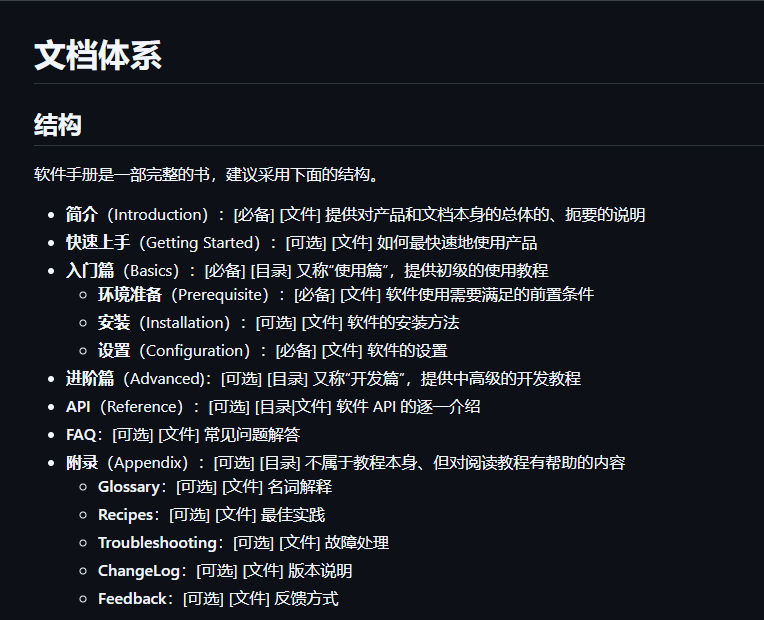 文档体系
结构
软件手册是一部完整的书，建议采用下面的结构。
简介（Introduction）：[必备] [文件] 提供对产品和文档本身的总体的、扼要的说明
快速上手（Getting Started）：[可选] [文件] 如何最快速地使用产品
入门篇（Basics）：[必备] [目录] 又称“使用篇”，提供初级的使用教程
环境准备（Prerequisite）：[必备] [文件] 软件使用需要满足的前置条件
安装（Installation）：[可选] [文件] 软件的安装方法
设置（Configuration）：[必备] [文件] 软件的设置
进阶篇（Advanced)：[可选] [目录] 又称“开发篇”，提供中高级的开发教程
API（Reference）：[可选] [目录|文件] 软件 API 的逐一介绍
FAQ：[可选] [文件] 常见问题解答
附录（Appendix）：[可选] [目录] 不属于教程本身、但对阅读教程有帮助的内容
Glossary：[可选] [文件] 名词解释
Recipes：[可选] [文件] 最佳实践
Troubleshooting：[可选] [文件] 故障处理
ChangeLog：[可选] [文件] 版本说明
Feedback：[可选] [文件] 反馈方式